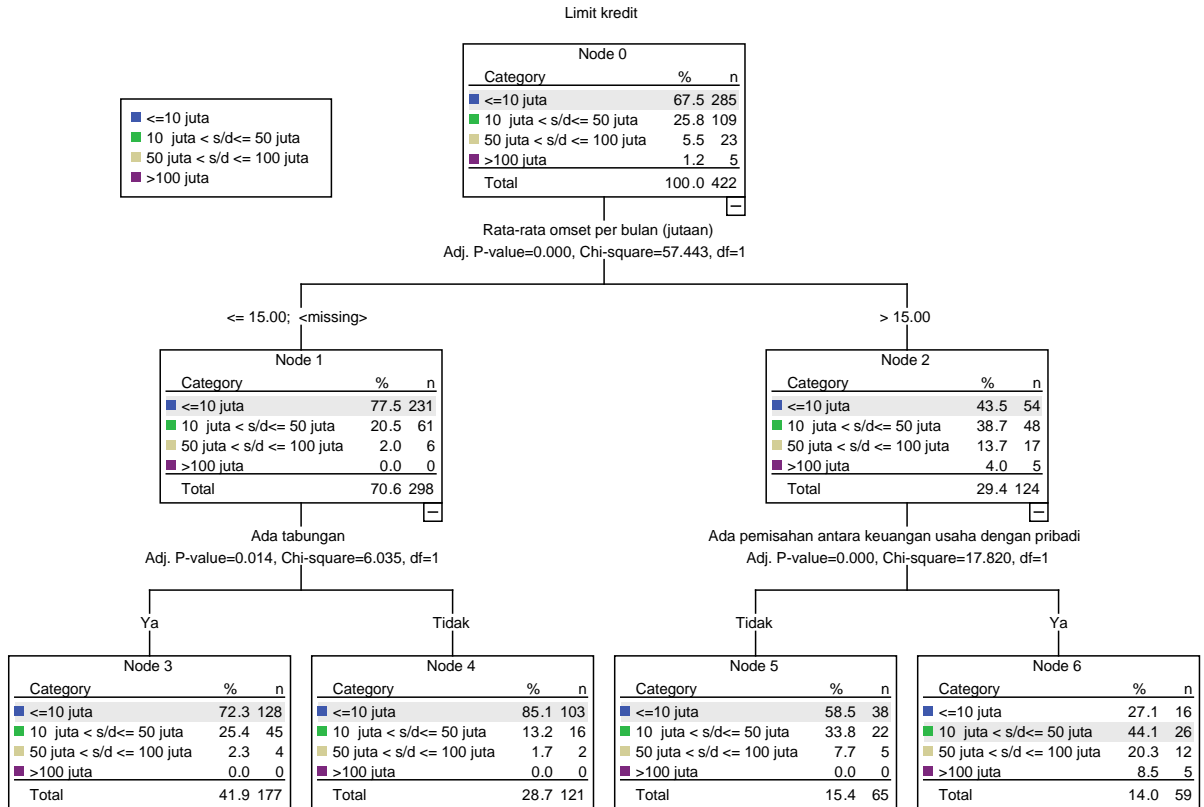 Limit kredit
<=10 juta
10 juta < s/d<= 50 juta
50 juta < s/d <= 100 juta
>100 juta
Node 0
Category % n
<=10 juta 67.5 285
10 juta < s/d<= 50 juta 25.8 109
50 juta < s/d <= 100 juta 5.5 23
>100 juta 1.2 5
Total 100.0 422
Rata-rata omset per bulan (jutaan)
Adj. P-value=0.000, Chi-square=57.443, df=1
<= 15.00; <missing>
> 15.00
Node 1
Category % n
<=10 juta 77.5 231
10 juta < s/d<= 50 juta 20.5 61
50 juta < s/d <= 100 juta 2.0 6
>100 juta 0.0 0
Total 70.6 298
Node 2
Category % n
<=10 juta 43.5 54
10 juta < s/d<= 50 juta 38.7 48
50 juta < s/d <= 100 juta 13.7 17
>100 juta 4.0 5
Total 29.4 124
Ada tabungan
Adj. P-value=0.014, Chi-square=6.035, df=1
Ada pemisahan antara keuangan usaha dengan pribadi
Adj. P-value=0.000, Chi-square=17.820, df=1
Ya
Tidak
Tidak
Ya
Node 3
Category % n
<=10 juta 72.3 128
10 juta < s/d<= 50 juta 25.4 45
50 juta < s/d <= 100 juta 2.3 4
>100 juta 0.0 0
Total 41.9 177
Node 4
Category % n
<=10 juta 85.1 103
10 juta < s/d<= 50 juta 13.2 16
50 juta < s/d <= 100 juta 1.7 2
>100 juta 0.0 0
Total 28.7 121
Node 5
Category % n
<=10 juta 58.5 38
10 juta < s/d<= 50 juta 33.8 22
50 juta < s/d <= 100 juta 7.7 5
>100 juta 0.0 0
Total 15.4 65
Node 6
Category % n
<=10 juta 27.1 16
10 juta < s/d<= 50 juta 44.1 26
50 juta < s/d <= 100 juta 20.3 12
>100 juta 8.5 5
Total 14.0 59